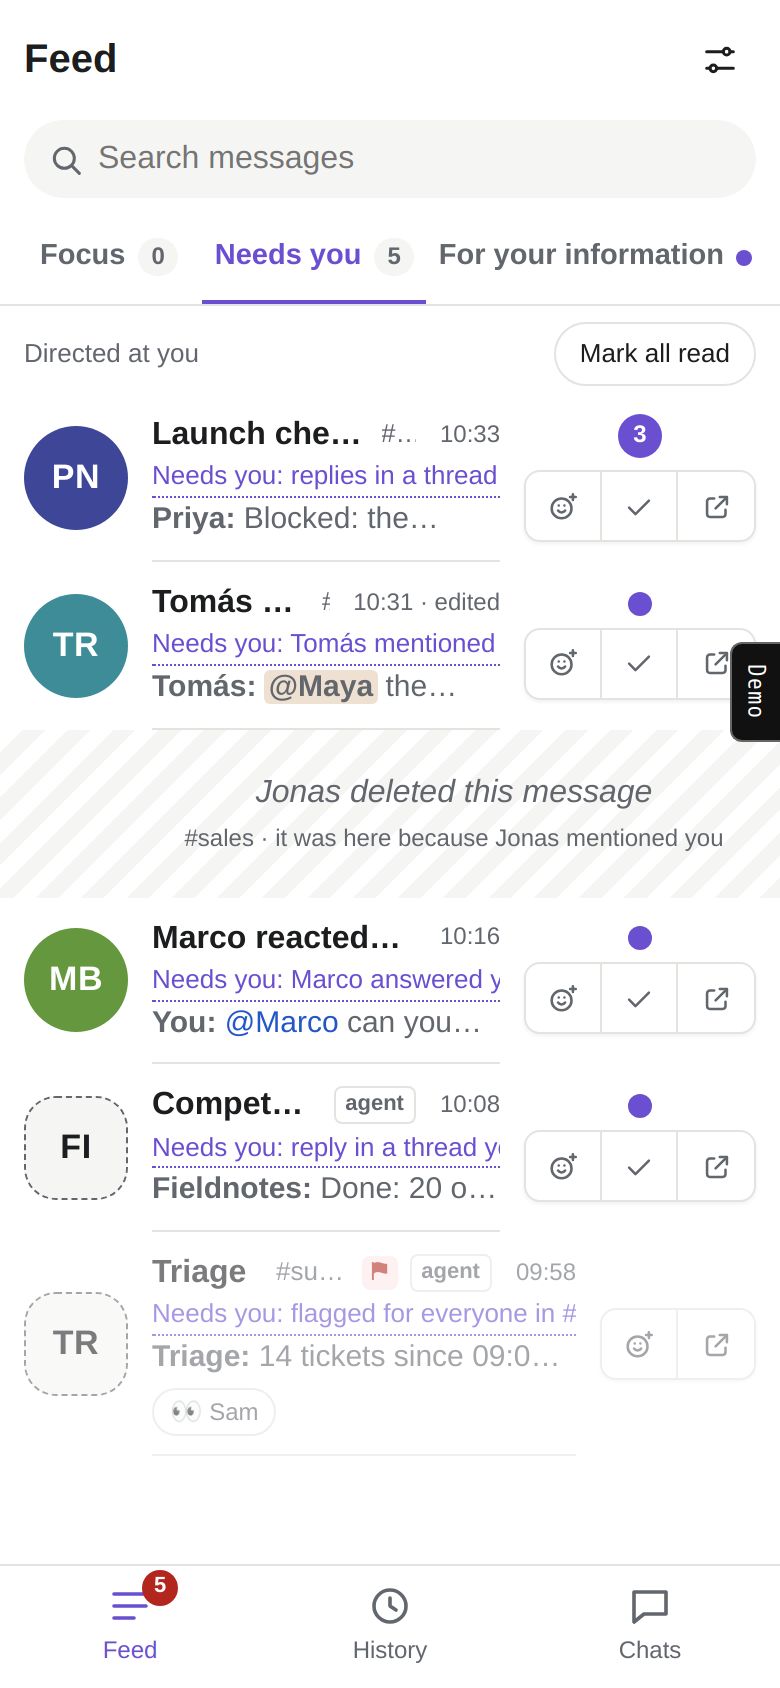 Feed
Search messages
Focus 0 Needs you 5 For your information
Directed at you Mark all read
PN Launch che… #… 10:33 3
Needs you: replies in a thread
Priya: Blocked: the…
TR Tomás … # 10:31 · edited
Needs you: Tomás mentioned
Tomás: @Maya the…
Demo
Jonas deleted this message
#sales · it was here because Jonas mentioned you
MB Marco reacted… 10:16
Needs you: Marco answered y
You: @Marco can you…
FI Compet… agent 10:08
Needs you: reply in a thread y
Fieldnotes: Done: 20 o…
TR Triage #su… agent 09:58
Needs you: flagged for everyone in #
Triage: 14 tickets since 09:0…
👀 Sam
5
Feed History Chats